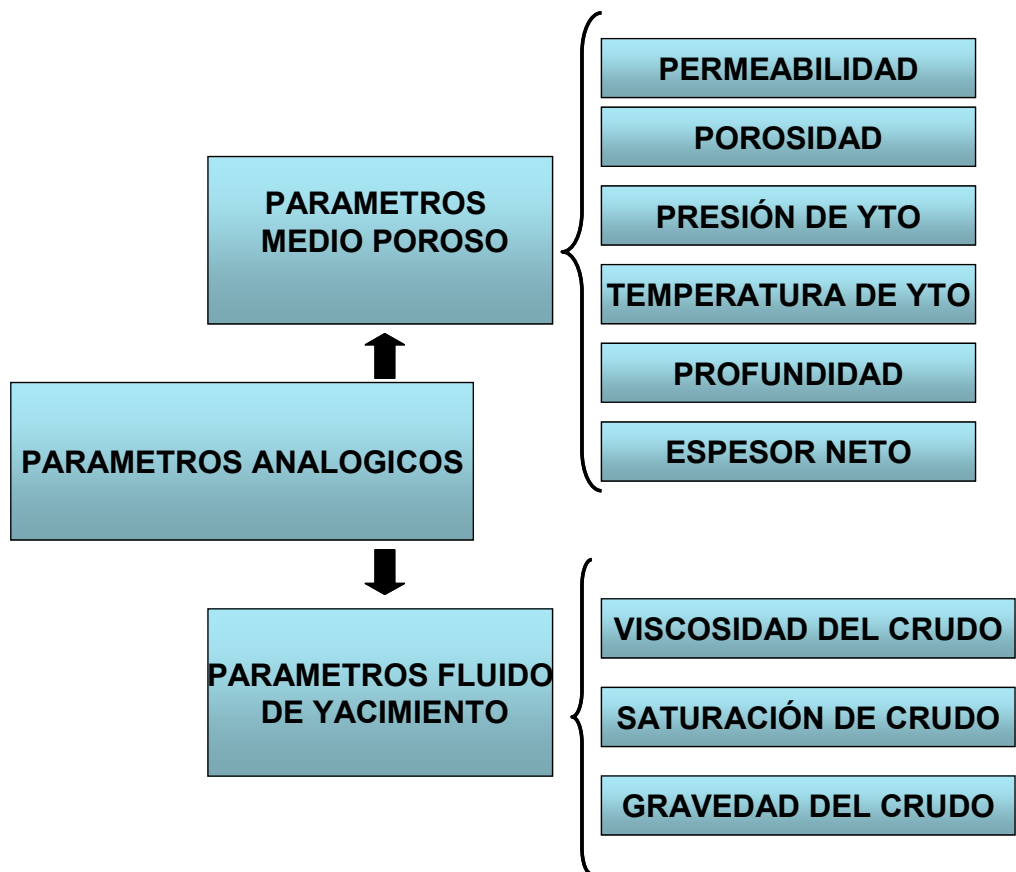 PERMEABILIDAD
POROSIDAD
PARAMETROS
MEDIO POROSO
PRESIÓN DE YTO
TEMPERATURA DE YTO
PROFUNDIDAD
ESPESOR NETO
PARAMETROS ANALOGICOS
PARAMETROS FLUIDO
DE YACIMIENTO
VISCOSIDAD DEL CRUDO
SATURACIÓN DE CRUDO
GRAVEDAD DEL CRUDO